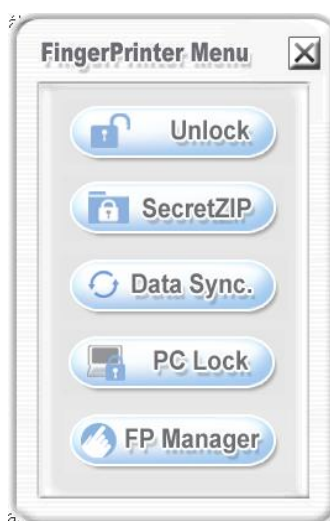 FingerPrinter Menu
Unlock
SecretZIP
Data Sync.
PC Lock
FP Manager